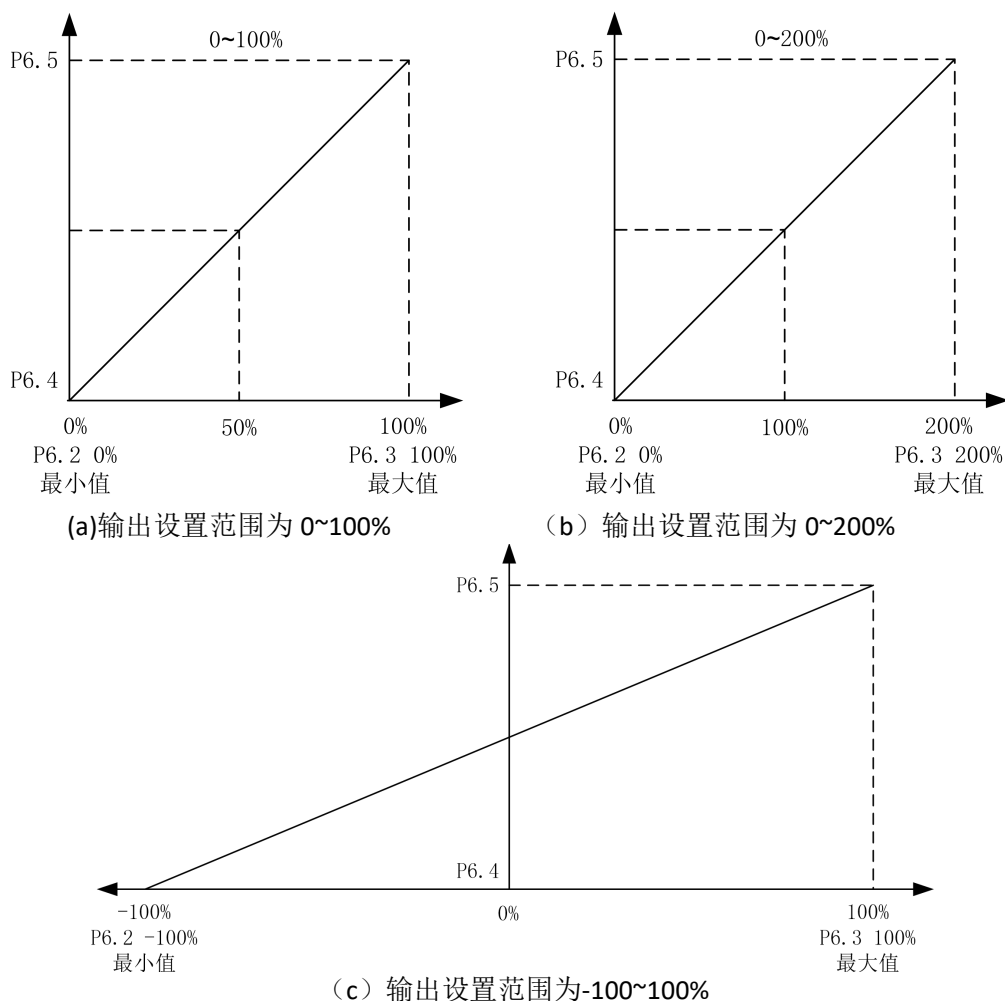 0~100%
P6.5
P6.4
0%
50%
100%
P6.2 0%
最小值
P6.3 100%
最大值
(a)输出设置范围为 0~100%
0~200%
P6.5
P6.4
0%
100%
200%
P6.2 0%
最小值
P6.3 200%
最大值
（b）输出设置范围为 0~200%
P6.5
P6.4
-100%
0%
100%
P6.2 -100%
最小值
P6.3 100%
最大值
（c）输出设置范围为-100~100%